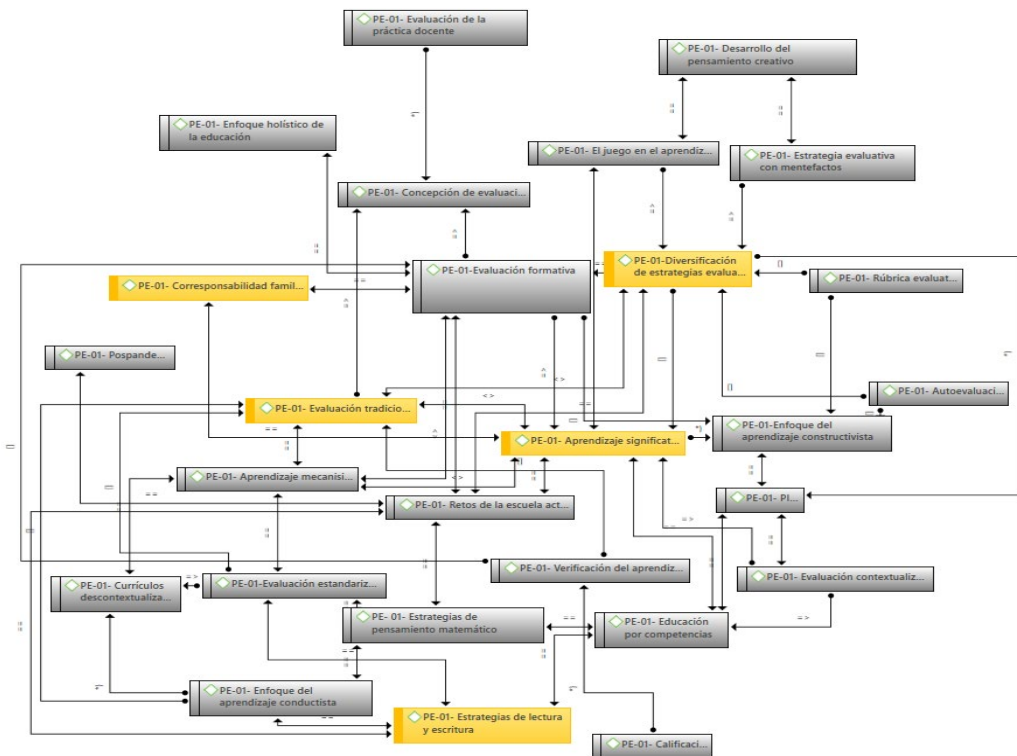 PE-01- Evaluación de la
práctica docente
PE-01- Desarrollo del
pensamiento creativo
PE-01- Enfoque holístico de
la educación
PE-01- El juego en el aprendiz...
PE-01- Estrategia evaluativa
con mentefactos
PE-01- Concepción de evaluaci...
PE-01-Evaluación formativa
PE-01-Diversificación
de estrategias evalua...
PE-01- Rúbrica evaluat...
PE-01- Corresponsabilidad famil...
PE-01- Pospande...
PE-01- Autoevaluaci...
PE-01- Evaluación tradicio...
PE-01-Enfoque del
aprendizaje constructivista
PE-01- Aprendizaje significat...
PE-01- Aprendizaje mecanisi...
PE-01- Retos de la escuela act...
PE-01- Pl...
PE-01- Currículos
descontextualiza...
PE-01-Evaluación estandariz...
PE-01- Verificación del aprendiz...
PE-01- Evaluación contextualiz...
PE- 01- Estrategias de
pensamiento matemático
PE-01- Educación
por competencias
PE-01- Enfoque del
aprendizaje conductista
PE-01- Estrategias de lectura
y escritura
PE-01- Calificaci...